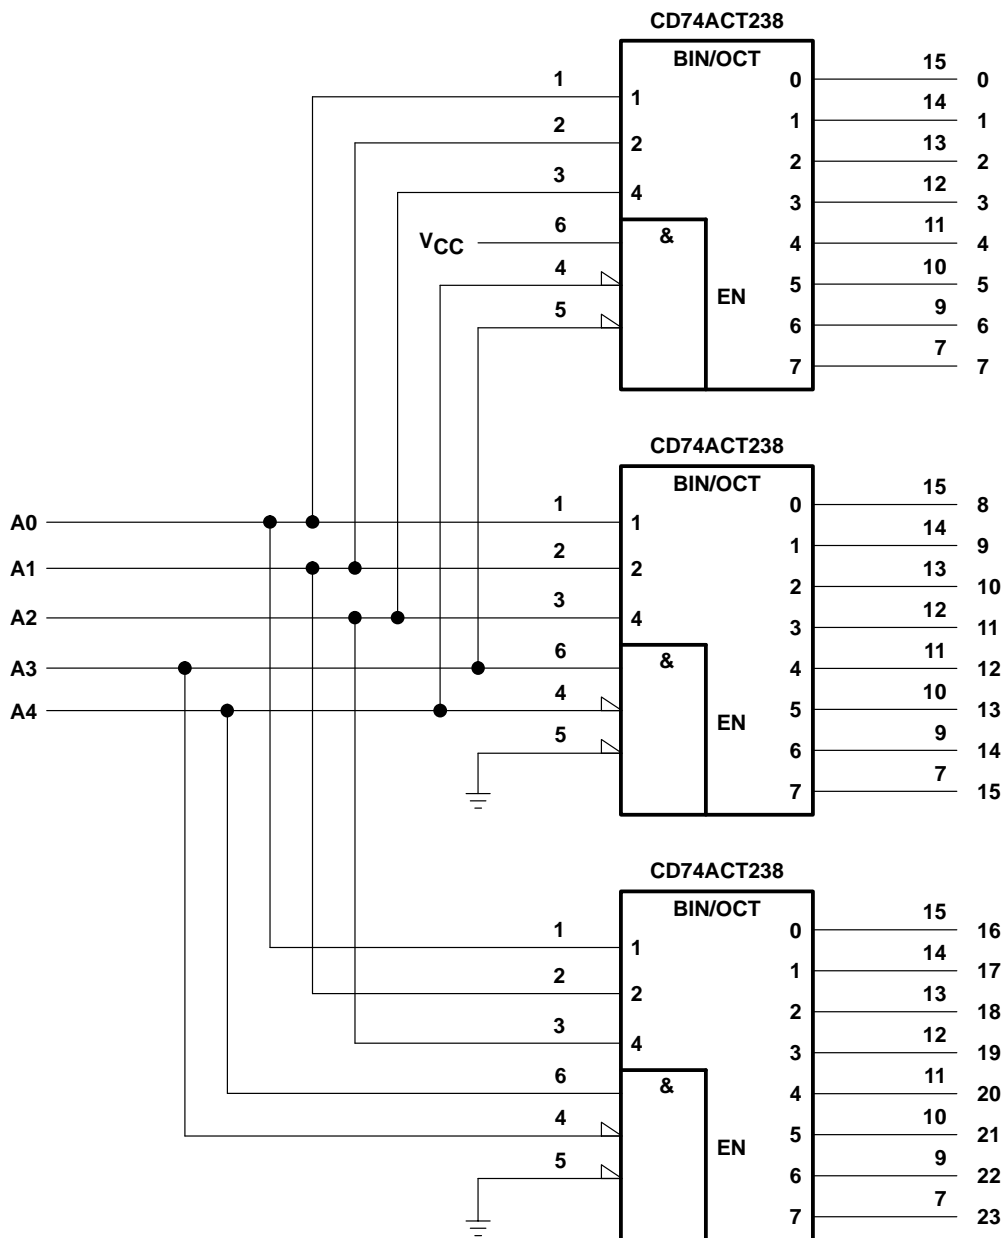 CD74ACT238
BIN/OCT
1 1 0 15 0
2 2 1 14 1
3 4 2 13 2
VCC 6 & 3 12 3
4 EN 4 11 4
5 5 10 5
6 9 6
7 7 7
CD74ACT238
BIN/OCT
A0 1 1 0 15 8
A1 2 2 1 14 9
A2 3 4 2 13 10
A3 6 & 3 12 11
A4 4 EN 4 11 12
5 5 10 13
6 9 14
7 7 15
CD74ACT238
BIN/OCT
1 1 0 15 16
2 2 1 14 17
3 4 2 13 18
6 & 3 12 19
4 EN 4 11 20
5 5 10 21
6 9 22
7 7 23